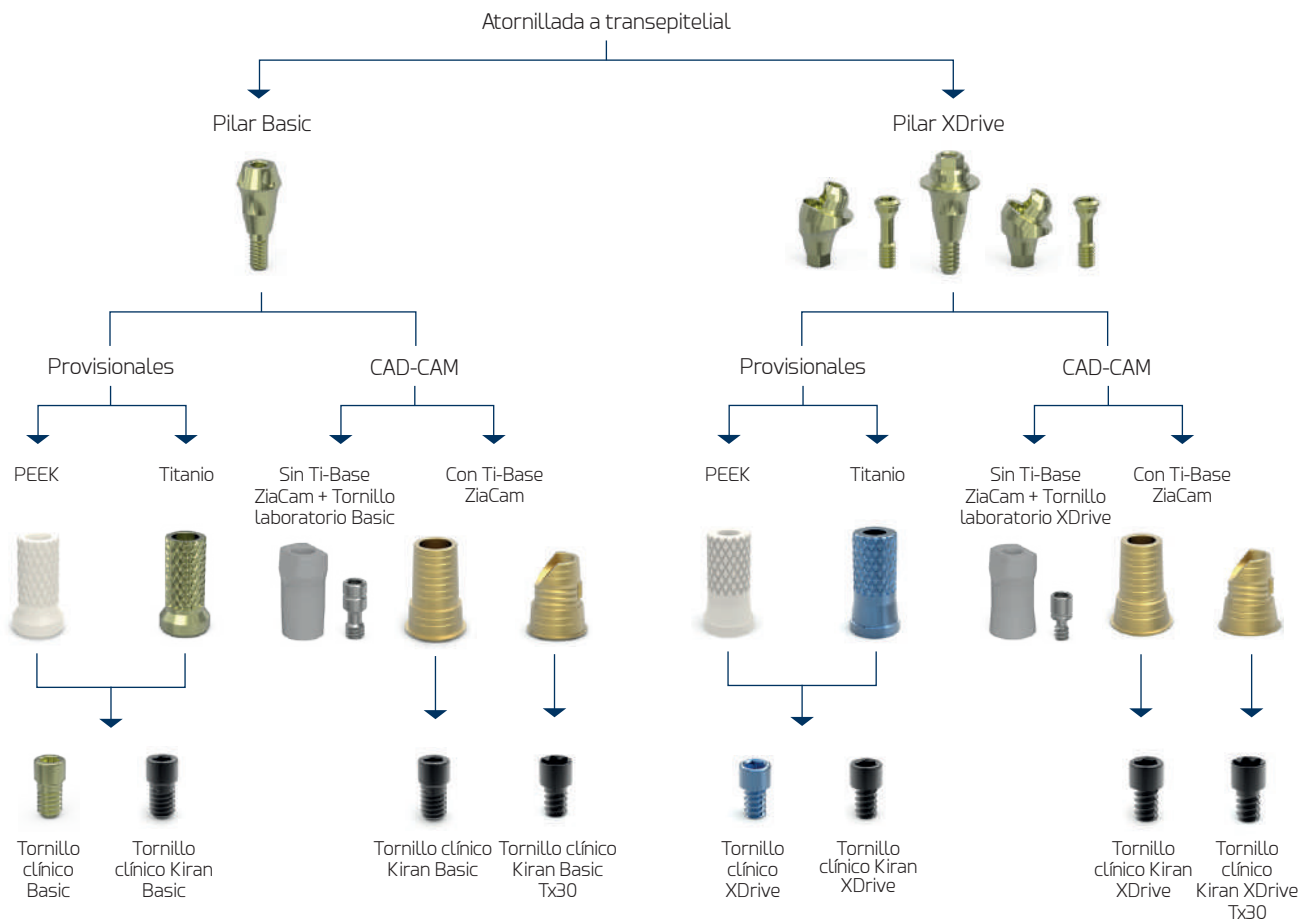 Atornillada a transepitelial
Pilar Basic
Pilar XDrive
Provisionales
CAD-CAM
Provisionales
CAD-CAM
PEEK
Titanio
Sin Ti-Base
ZiaCam + Tornillo
laboratorio Basic
Con Ti-Base
ZiaCam
PEEK
Titanio
Sin Ti-Base
ZiaCam + Tornillo
laboratorio XDrive
Con Ti-Base
ZiaCam
Tornillo
clínico
Basic
Tornillo
clínico Kiran
Basic
Tornillo clínico
Kiran Basic
Tornillo clínico
Kiran Basic
Tx30
Tornillo
clínico
XDrive
Tornillo
clínico Kiran
XDrive
Tornillo
clínico Kiran
XDrive
Tornillo
clínico
Kiran XDrive
Tx30